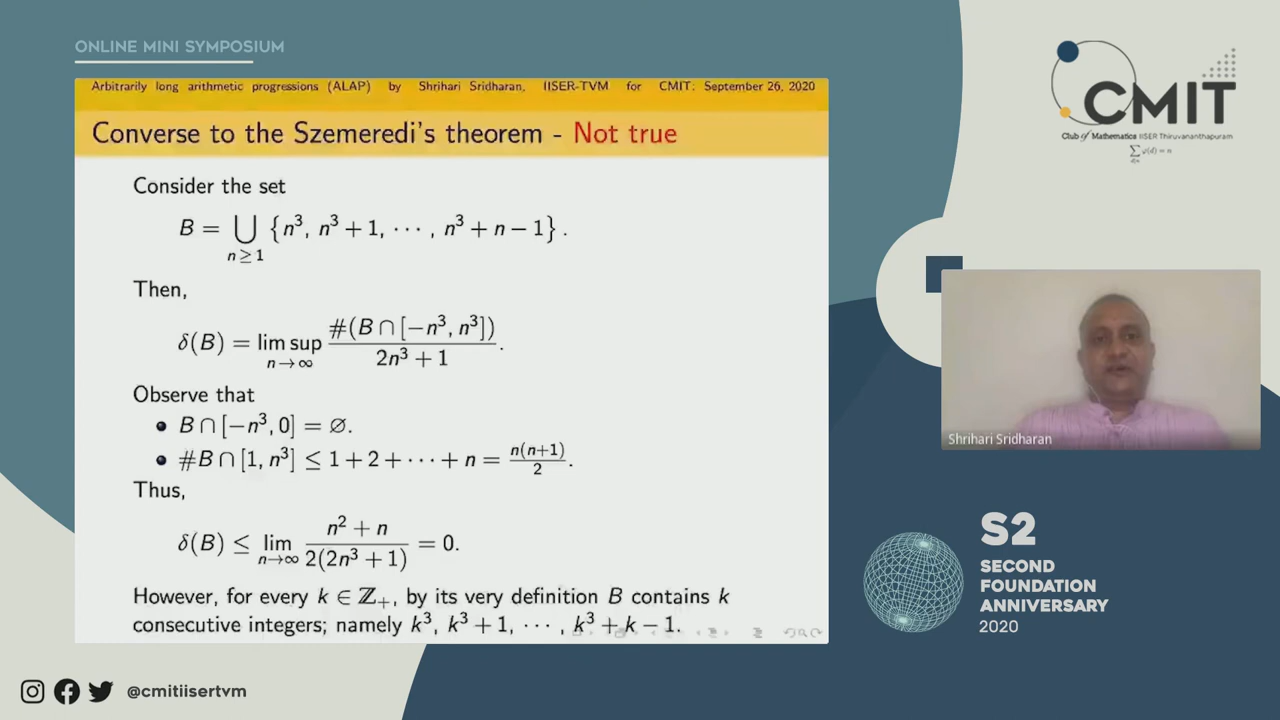 ONLINE MINI SYMPOSIUM
Arbitrarily long arithmetic progressions (ALAP) by Shrihari Sridharan, IISER-TVM for CMIT: September 26, 2020
Converse to the Szemeredi's theorem - Not true
Consider the set
B = ⋃_{n≥1} {n³, n³ + 1, ⋯ , n³ + n − 1} .
Then,
δ(B) = lim sup_{n→∞} #(B ∩ [−n³, n³]) / (2n³ + 1) .
Observe that
• B ∩ [−n³, 0] = ∅.
• #B ∩ [1, n³] ≤ 1 + 2 + ⋯ + n = n(n+1)/2 .
Thus,
δ(B) ≤ lim_{n→∞} (n² + n) / (2(2n³ + 1)) = 0.
However, for every k ∈ ℤ₊, by its very definition B contains k
consecutive integers; namely k³, k³ + 1, ⋯ , k³ + k − 1.
CMIT
Club of Mathematics IISER Thiruvananthapuram
∑_{d|n} φ(d) = n
Shrihari Sridharan
S2
SECOND
FOUNDATION
ANNIVERSARY
2020
@cmitiisertvm